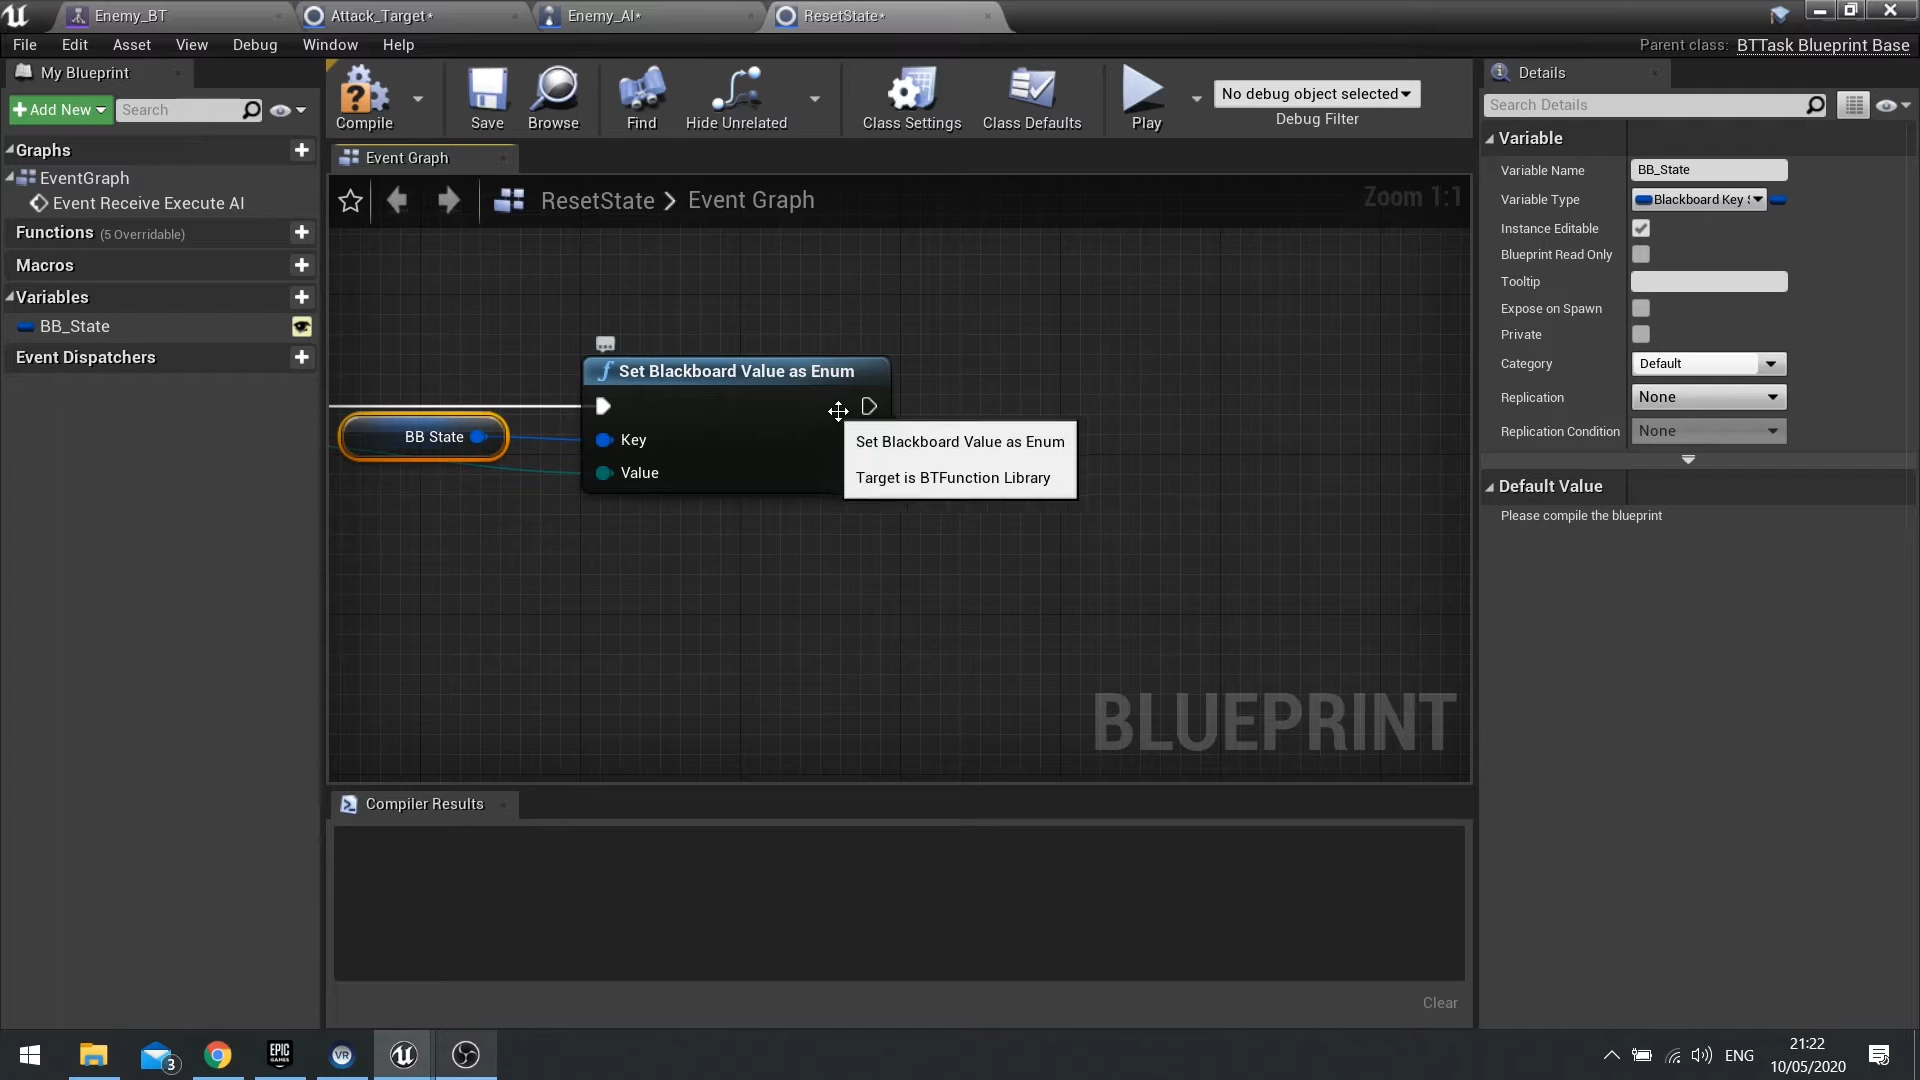 Enemy_BT
Attack_Target*
Enemy_AI*
ResetState*
File Edit Asset View Debug Window Help
Parent class: BTTask Blueprint Base
My Blueprint
Add New
Search
Compile
Save
Browse
Find
Hide Unrelated
Class Settings
Class Defaults
Play
No debug object selected
Debug Filter
Graphs
EventGraph
Event Receive Execute AI
Functions (5 Overridable)
Macros
Variables
BB_State
Event Dispatchers
Event Graph
ResetState > Event Graph
Zoom 1:1
Set Blackboard Value as Enum
BB State
Key
Value
Set Blackboard Value as Enum
Target is BTFunction Library
BLUEPRINT
Compiler Results
Clear
Details
Search Details
Variable
Variable Name BB_State
Variable Type Blackboard Key
Instance Editable
Blueprint Read Only
Tooltip
Expose on Spawn
Private
Category Default
Replication None
Replication Condition None
Default Value
Please compile the blueprint
3
EPIC
GAMES
VR
ENG
21:22
10/05/2020